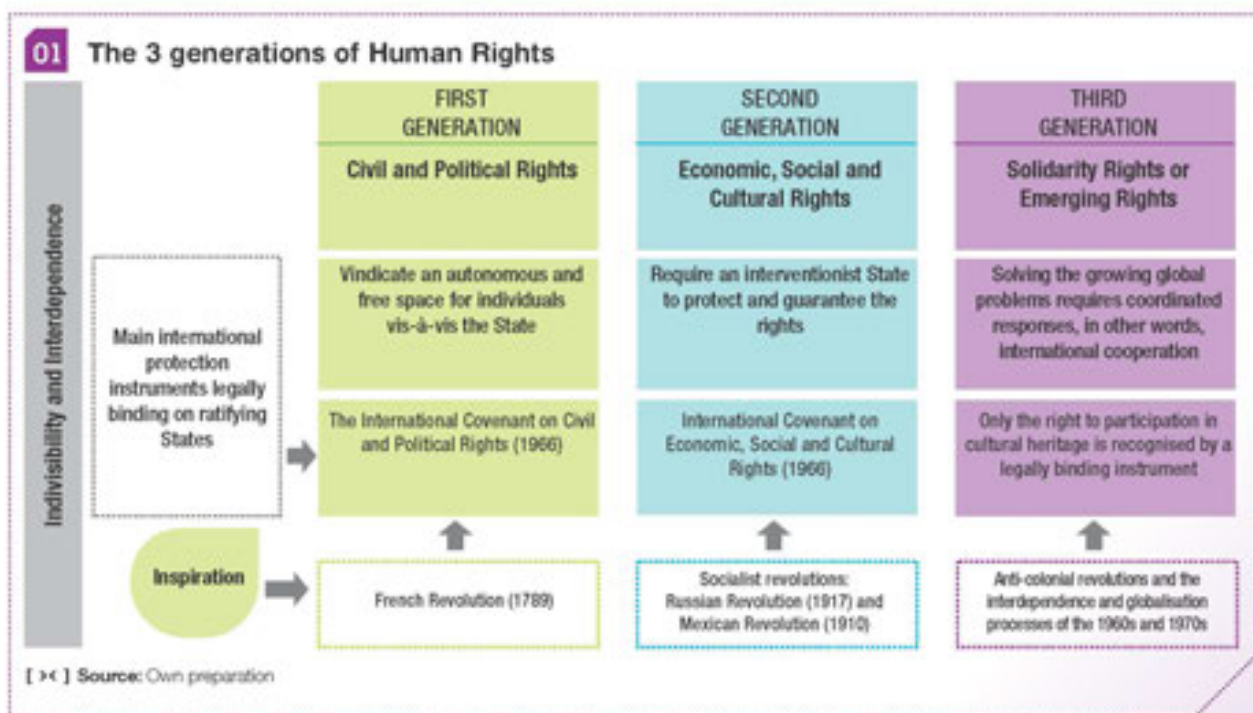 01 The 3 generations of Human Rights
Indivisibility and Interdependence
FIRST
GENERATION
Civil and Political Rights
SECOND
GENERATION
Economic, Social and
Cultural Rights
THIRD
GENERATION
Solidarity Rights or
Emerging Rights
Vindicate an autonomous and
free space for individuals
vis-à-vis the State
Require an interventionist State
to protect and guarantee the
rights
Solving the growing global
problems requires coordinated
responses, in other words,
international cooperation
Main international
protection
instruments legally
binding on ratifying
States
The International Covenant on Civil
and Political Rights (1966)
International Covenant on
Economic, Social and Cultural
Rights (1966)
Only the right to participation in
cultural heritage is recognised by a
legally binding instrument
Inspiration
French Revolution (1789)
Socialist revolutions:
Russian Revolution (1917) and
Mexican Revolution (1910)
Anti-colonial revolutions and the
interdependence and globalisation
processes of the 1960s and 1970s
[ >< ] Source: Own preparation